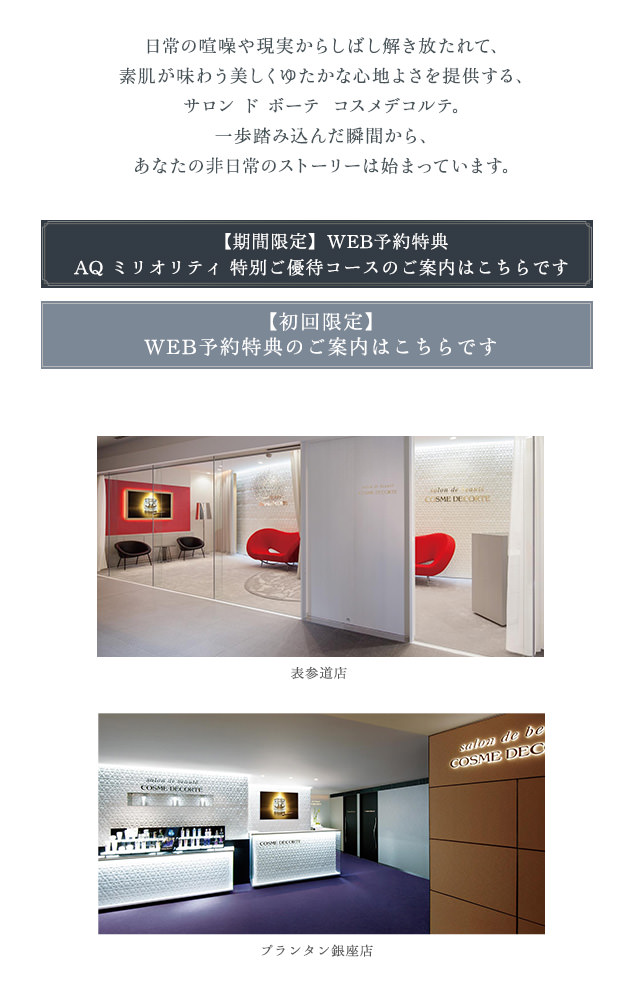 日常の喧噪や現実からしばし解き放たれて、
素肌が味わう美しくゆたかな心地よさを提供する、
サロン ド ボーテ コスメデコルテ。
一歩踏み込んだ瞬間から、
あなたの非日常のストーリーは始まっています。
【期間限定】WEB予約特典
AQ ミリオリティ 特別ご優待コースのご案内はこちらです
【初回限定】
WEB予約特典のご案内はこちらです
COSME DECORTE
salon de beauté
COSME DECORTE
表参道店
salon de beauté
COSME DECORTE
COSME DECORTE
salon de be
COSME DEC
プランタン銀座店